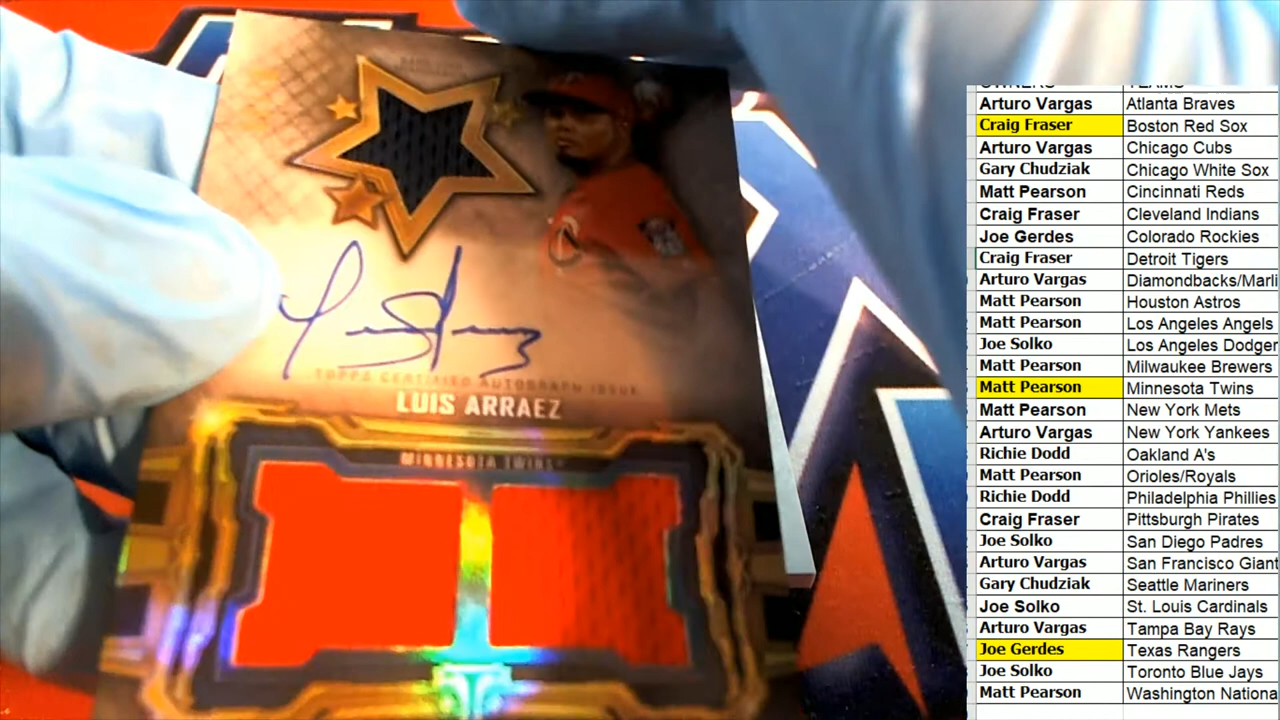 Luis Arraez
TOPPS CERTIFIED AUTOGRAPH ISSUE
LUIS ARRAEZ
MINNESOTA TWINS
OWNERS TEAMS
Arturo Vargas Atlanta Braves
Craig Fraser Boston Red Sox
Arturo Vargas Chicago Cubs
Gary Chudziak Chicago White Sox
Matt Pearson Cincinnati Reds
Craig Fraser Cleveland Indians
Joe Gerdes Colorado Rockies
Craig Fraser Detroit Tigers
Arturo Vargas Diamondbacks/Marli
Matt Pearson Houston Astros
Matt Pearson Los Angeles Angels
Joe Solko Los Angeles Dodger
Matt Pearson Milwaukee Brewers
Matt Pearson Minnesota Twins
Matt Pearson New York Mets
Arturo Vargas New York Yankees
Richie Dodd Oakland A's
Matt Pearson Orioles/Royals
Richie Dodd Philadelphia Phillies
Craig Fraser Pittsburgh Pirates
Joe Solko San Diego Padres
Arturo Vargas San Francisco Giant
Gary Chudziak Seattle Mariners
Joe Solko St. Louis Cardinals
Arturo Vargas Tampa Bay Rays
Joe Gerdes Texas Rangers
Joe Solko Toronto Blue Jays
Matt Pearson Washington Nationa